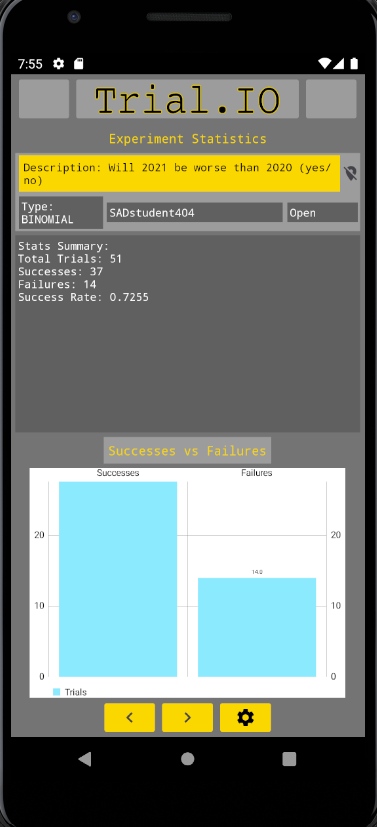 7:55
Trial.IO
Experiment Statistics
Description: Will 2021 be worse than 2020 (yes/
no)
Type:
BINOMIAL
SADstudent404
Open
Stats Summary:
Total Trials: 51
Successes: 37
Failures: 14
Success Rate: 0.7255
Successes vs Failures
Successes Failures
20 20
14.0
10 10
0 0
Trials